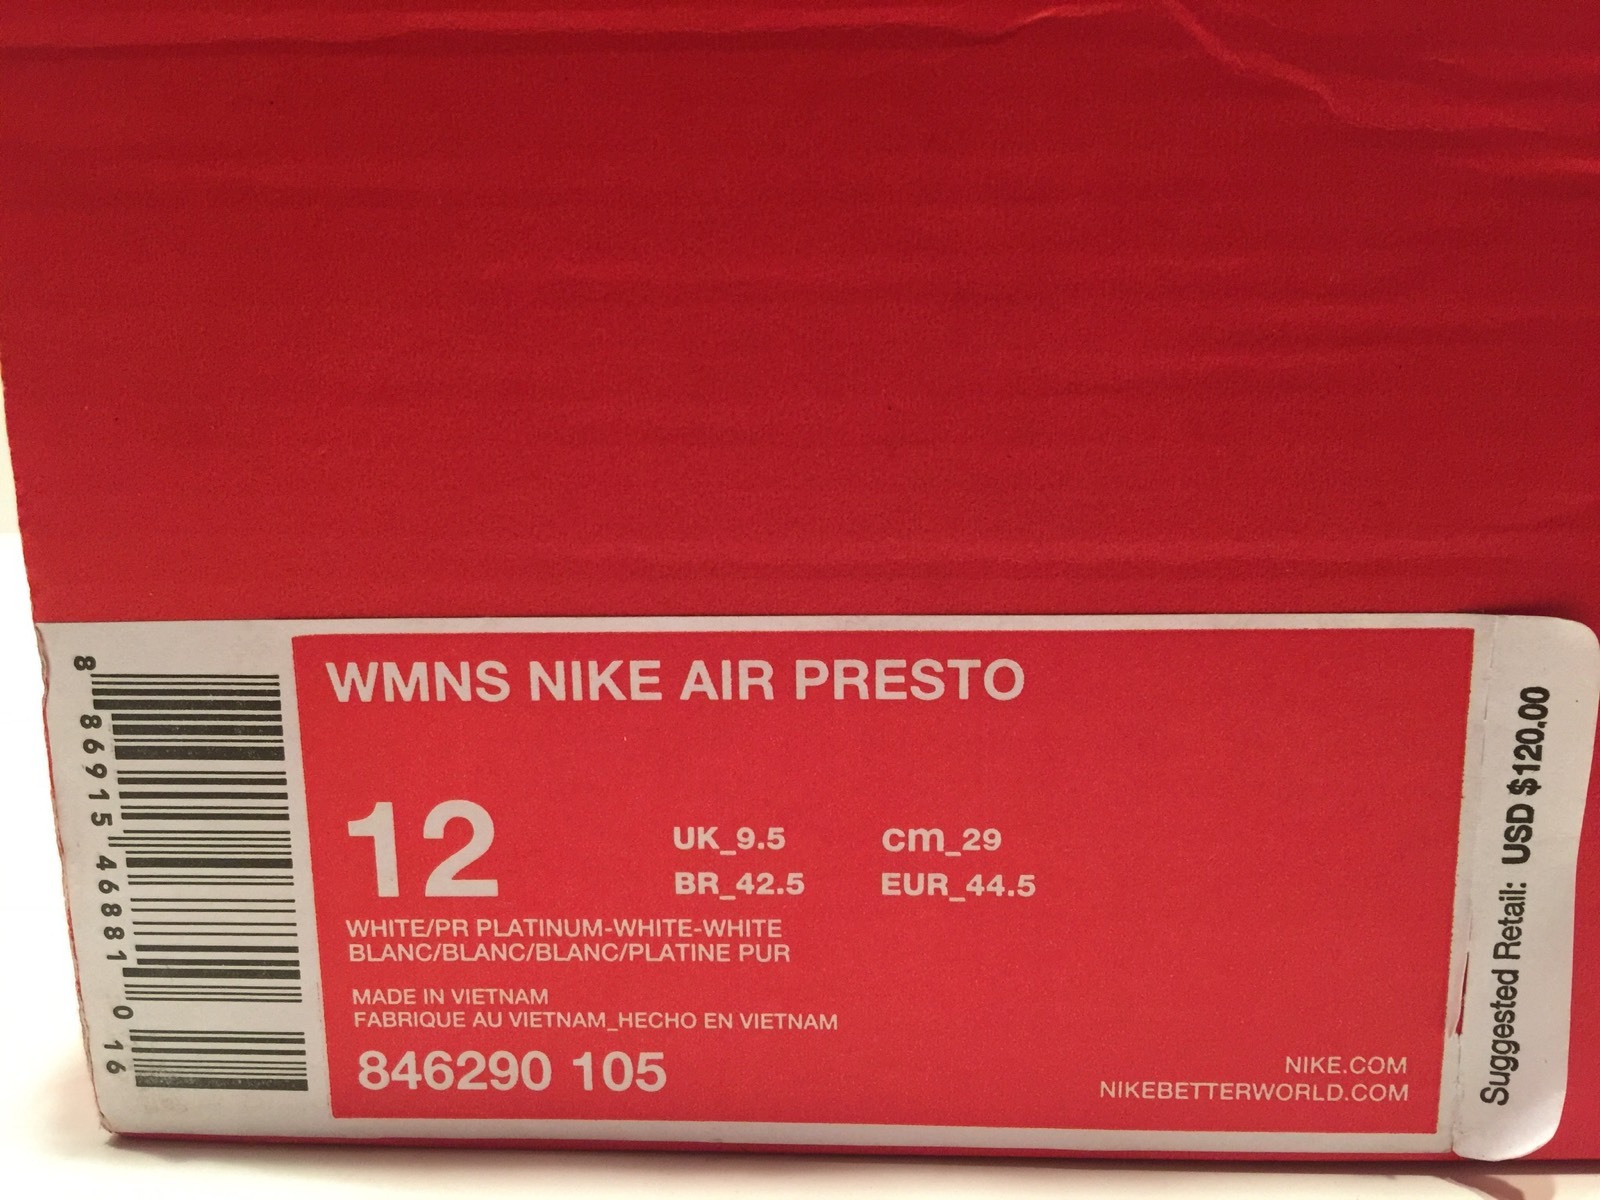 WMNS NIKE AIR PRESTO
12
UK_9.5 cm_29
BR_42.5 EUR_44.5
WHITE/PR PLATINUM-WHITE-WHITE
BLANC/BLANC/BLANC/PLATINE PUR
MADE IN VIETNAM
FABRIQUE AU VIETNAM_HECHO EN VIETNAM
846290 105
NIKE.COM
NIKEBETTERWORLD.COM
8 86915 46881 0 16
Suggested Retail: USD $120.00